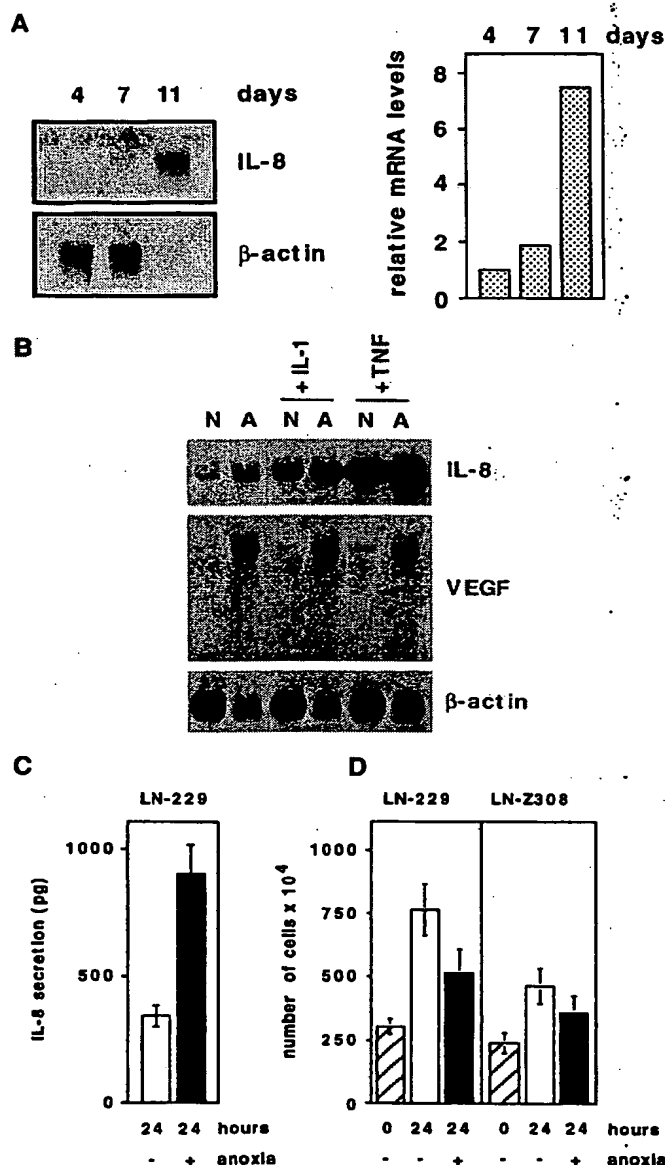 A
4 7 11 days
IL-8
β-actin
4 7 11 days
relative mRNA levels
8
6
4
2
0
B
+ IL-1
+ TNF
N A N A N A
IL-8
VEGF
β-actin
C
LN-229
IL-8 secretion (pg)
1000
500
0
24 24 hours
- + anoxia
D
LN-229 LN-Z308
number of cells x 10^4
1000
750
500
250
0
0 24 24 0 24 24 hours
- - + - - + anoxia